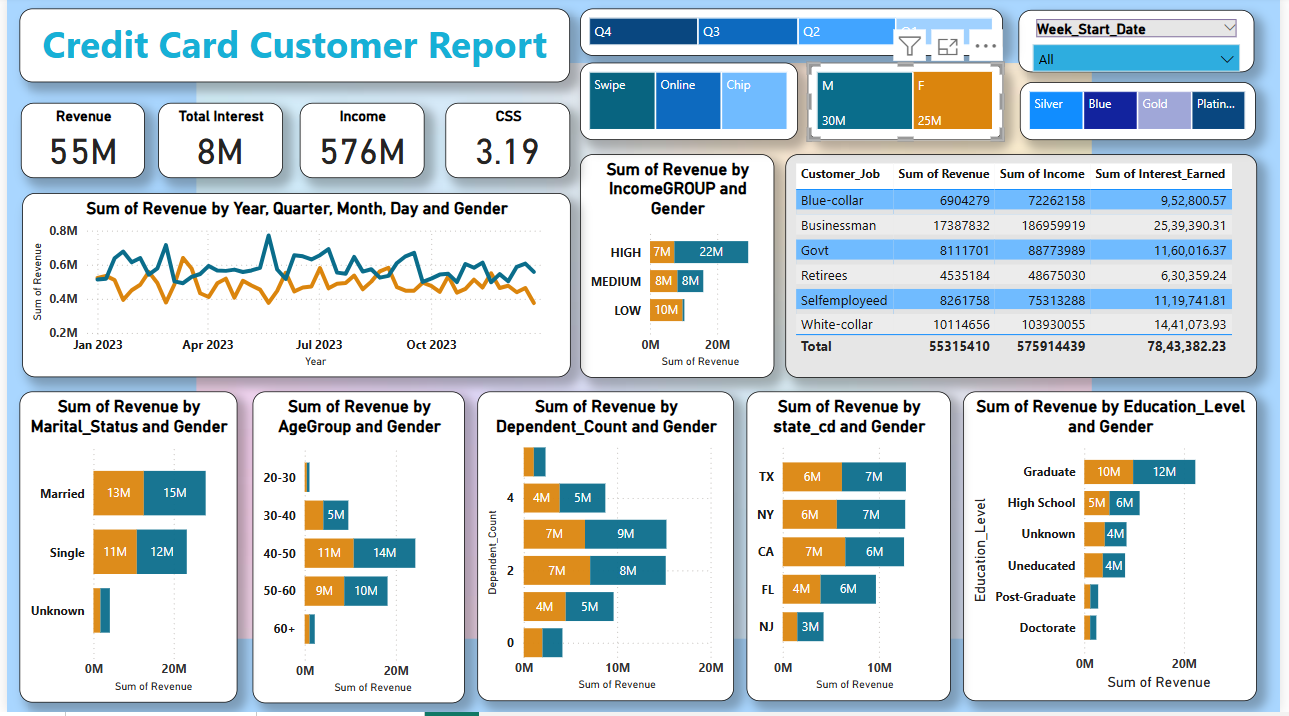 Credit Card Customer Report
Q4
Q3
Q2
Week_Start_Date
All
Swipe
Online
Chip
M
30M
F
25M
Silver
Blue
Gold
Platin...
Revenue
55M
Total Interest
8M
Income
576M
CSS
3.19
Sum of Revenue by Year, Quarter, Month, Day and Gender
Sum of Revenue
0.8M
0.6M
0.4M
0.2M
Jan 2023
Apr 2023
Jul 2023
Oct 2023
Year
Sum of Revenue by
IncomeGROUP and
Gender
HIGH 7M 22M
MEDIUM 8M 8M
LOW 10M
0M 20M
Sum of Revenue
Customer_Job Sum of Revenue Sum of Income Sum of Interest_Earned
Blue-collar 6904279 72262158 9,52,800.57
Businessman 17387832 186959919 25,39,390.31
Govt 8111701 88773989 11,60,016.37
Retirees 4535184 48675030 6,30,359.24
Selfemployeed 8261758 75313288 11,19,741.81
White-collar 10114656 103930055 14,41,073.93
Total 55315410 575914439 78,43,382.23
Sum of Revenue by
Marital_Status and Gender
Married 13M 15M
Single 11M 12M
Unknown
0M 20M
Sum of Revenue
Sum of Revenue by
AgeGroup and Gender
20-30
30-40 5M
40-50 11M 14M
50-60 9M 10M
60+
0M 20M
Sum of Revenue
Sum of Revenue by
Dependent_Count and Gender
Dependent_Count
4 4M 5M
7M 9M
2 7M 8M
4M 5M
0
0M 10M 20M
Sum of Revenue
Sum of Revenue by
state_cd and Gender
TX 6M 7M
NY 6M 7M
CA 7M 6M
FL 4M 6M
NJ 3M
0M 10M
Sum of Revenue
Sum of Revenue by Education_Level
and Gender
Education_Level
Graduate 10M 12M
High School 5M 6M
Unknown 4M
Uneducated 4M
Post-Graduate
Doctorate
0M 20M
Sum of Revenue